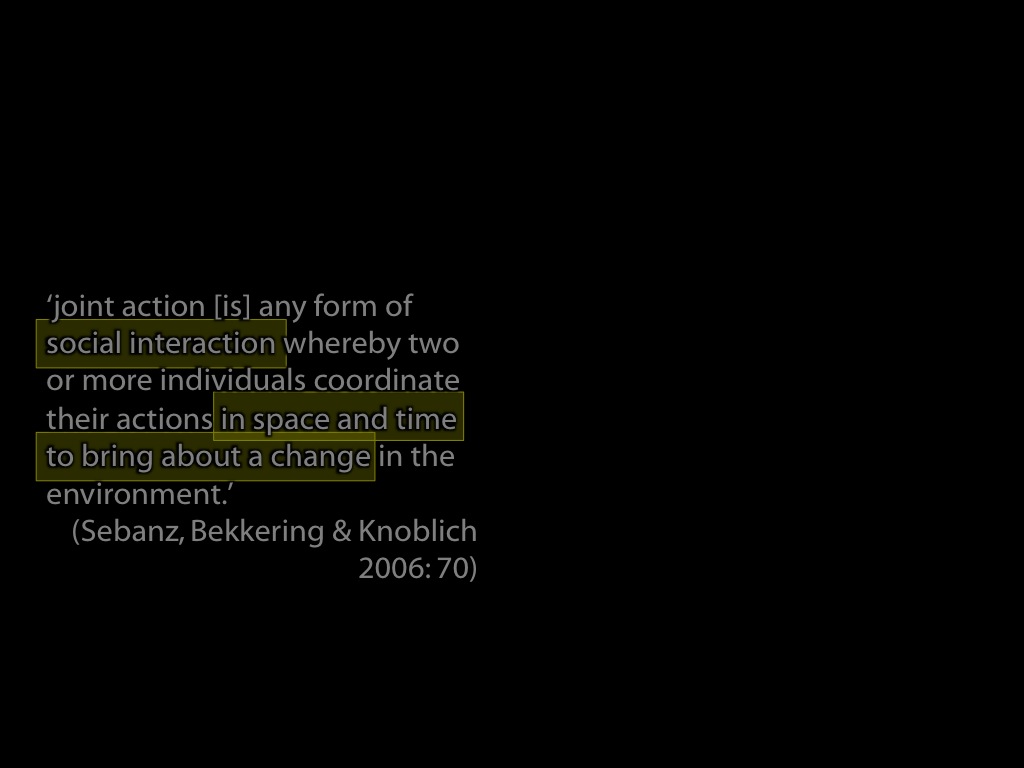 ‘joint action [is] any form of
social interaction whereby two
or more individuals coordinate
their actions in space and time
to bring about a change in the
environment.’
(Sebanz, Bekkering & Knoblich
2006: 70)